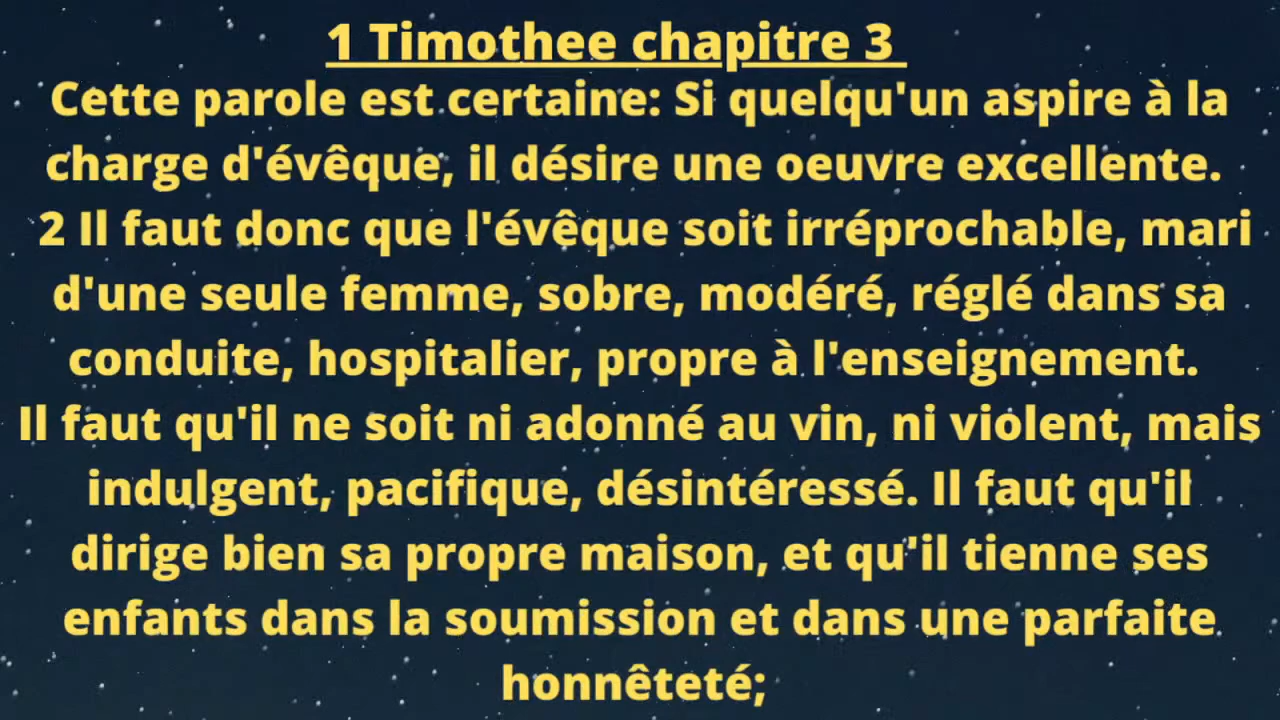 1 Timothee chapitre 3
Cette parole est certaine: Si quelqu'un aspire à la
charge d'évêque, il désire une oeuvre excellente.
2 Il faut donc que l'évêque soit irréprochable, mari
d'une seule femme, sobre, modéré, réglé dans sa
conduite, hospitalier, propre à l'enseignement.
Il faut qu'il ne soit ni adonné au vin, ni violent, mais
indulgent, pacifique, désintéressé. Il faut qu'il
dirige bien sa propre maison, et qu'il tienne ses
enfants dans la soumission et dans une parfaite
honnêteté;